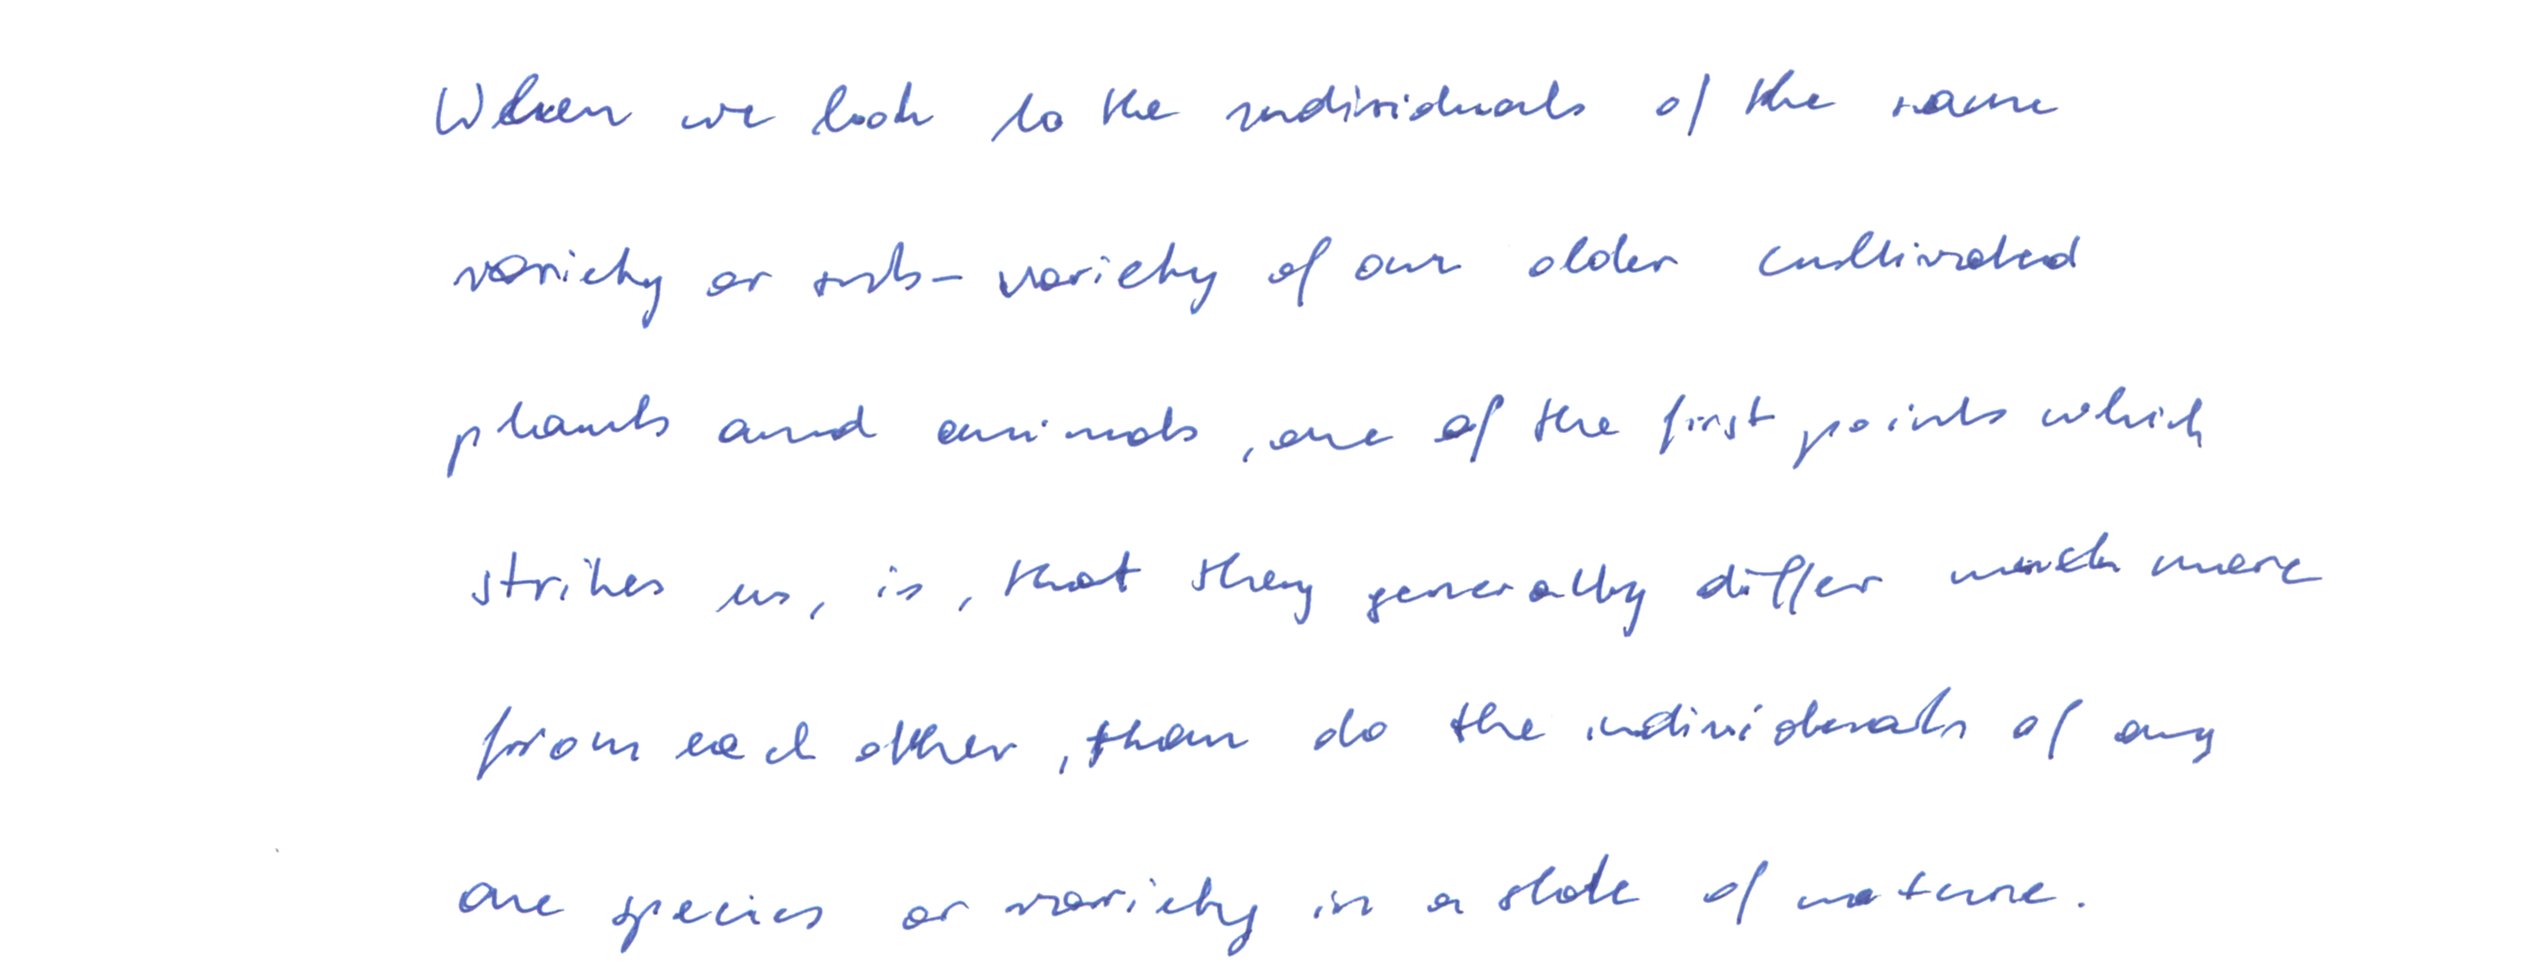 When we look to the individuals of the same
variety or sub-variety of our older cultivated
plants and animals, one of the first points which
strikes us, is, that they generally differ much more
from each other, than do the individuals of any
one species or variety in a state of nature.